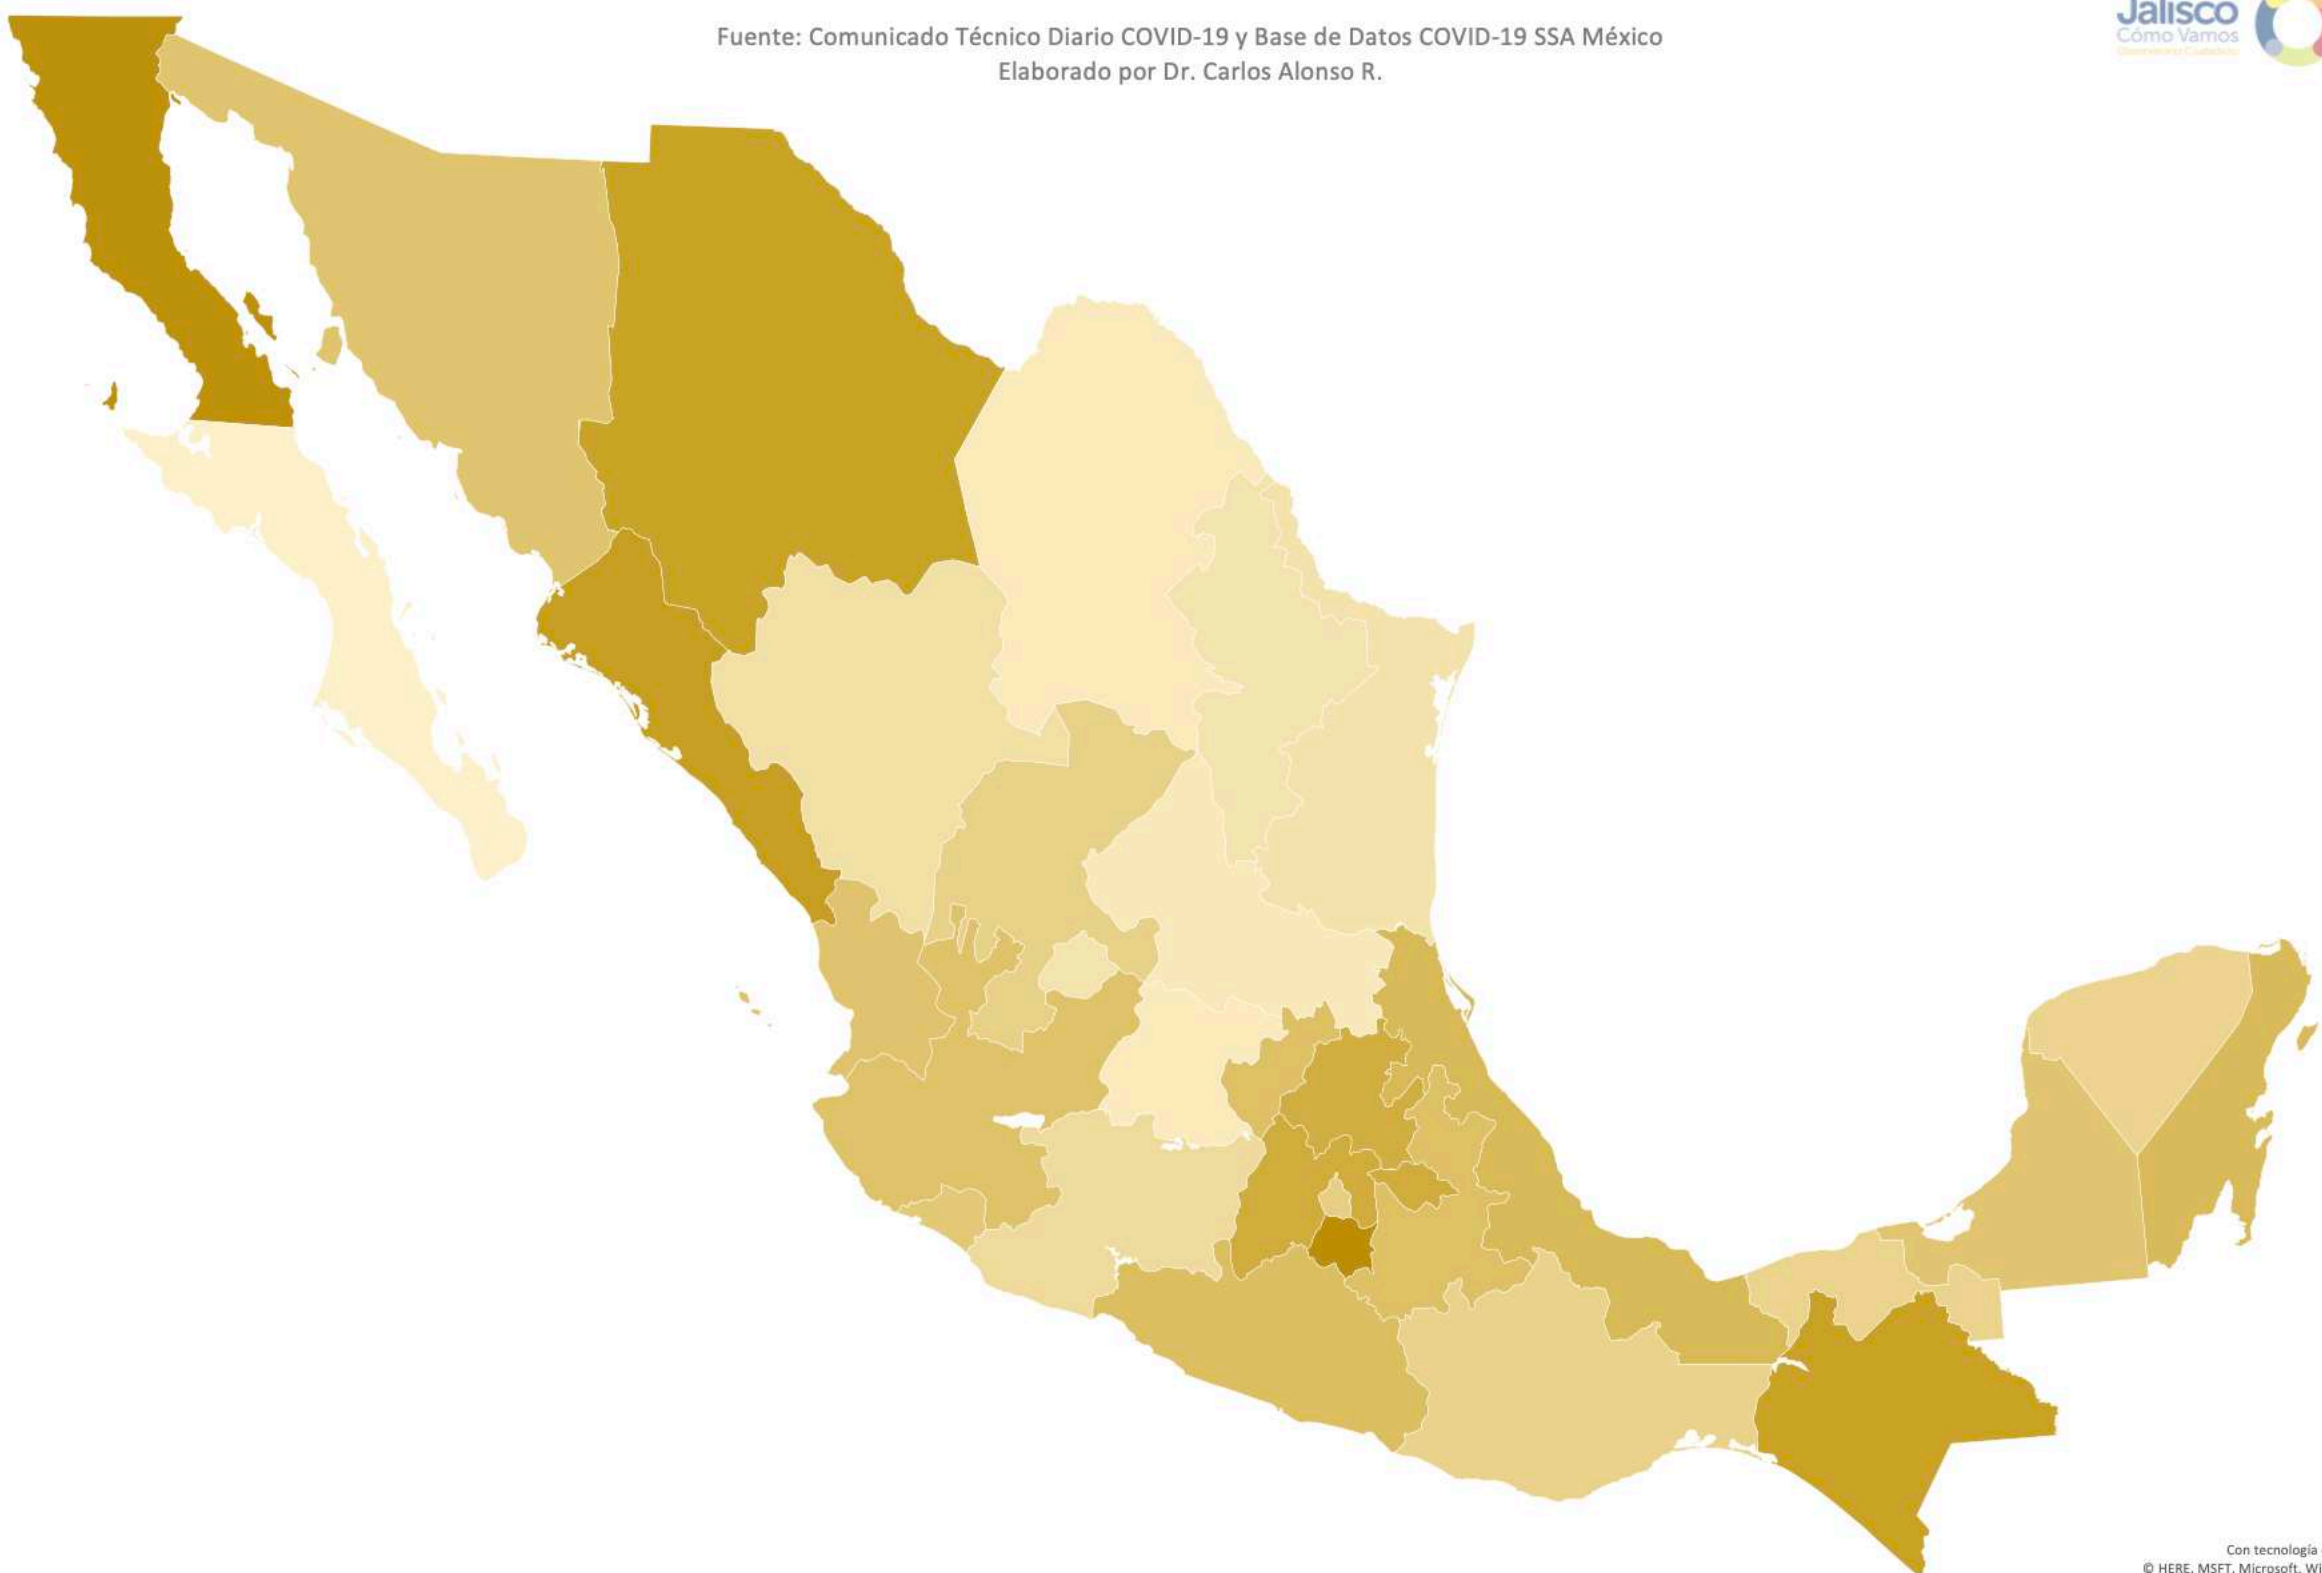 Jalisco
Cómo Vamos
Fuente: Comunicado Técnico Diario COVID-19 y Base de Datos COVID-19 SSA México
Elaborado por Dr. Carlos Alonso R.
Con tecnología
© HERE, MSFT, Microsoft, Wi